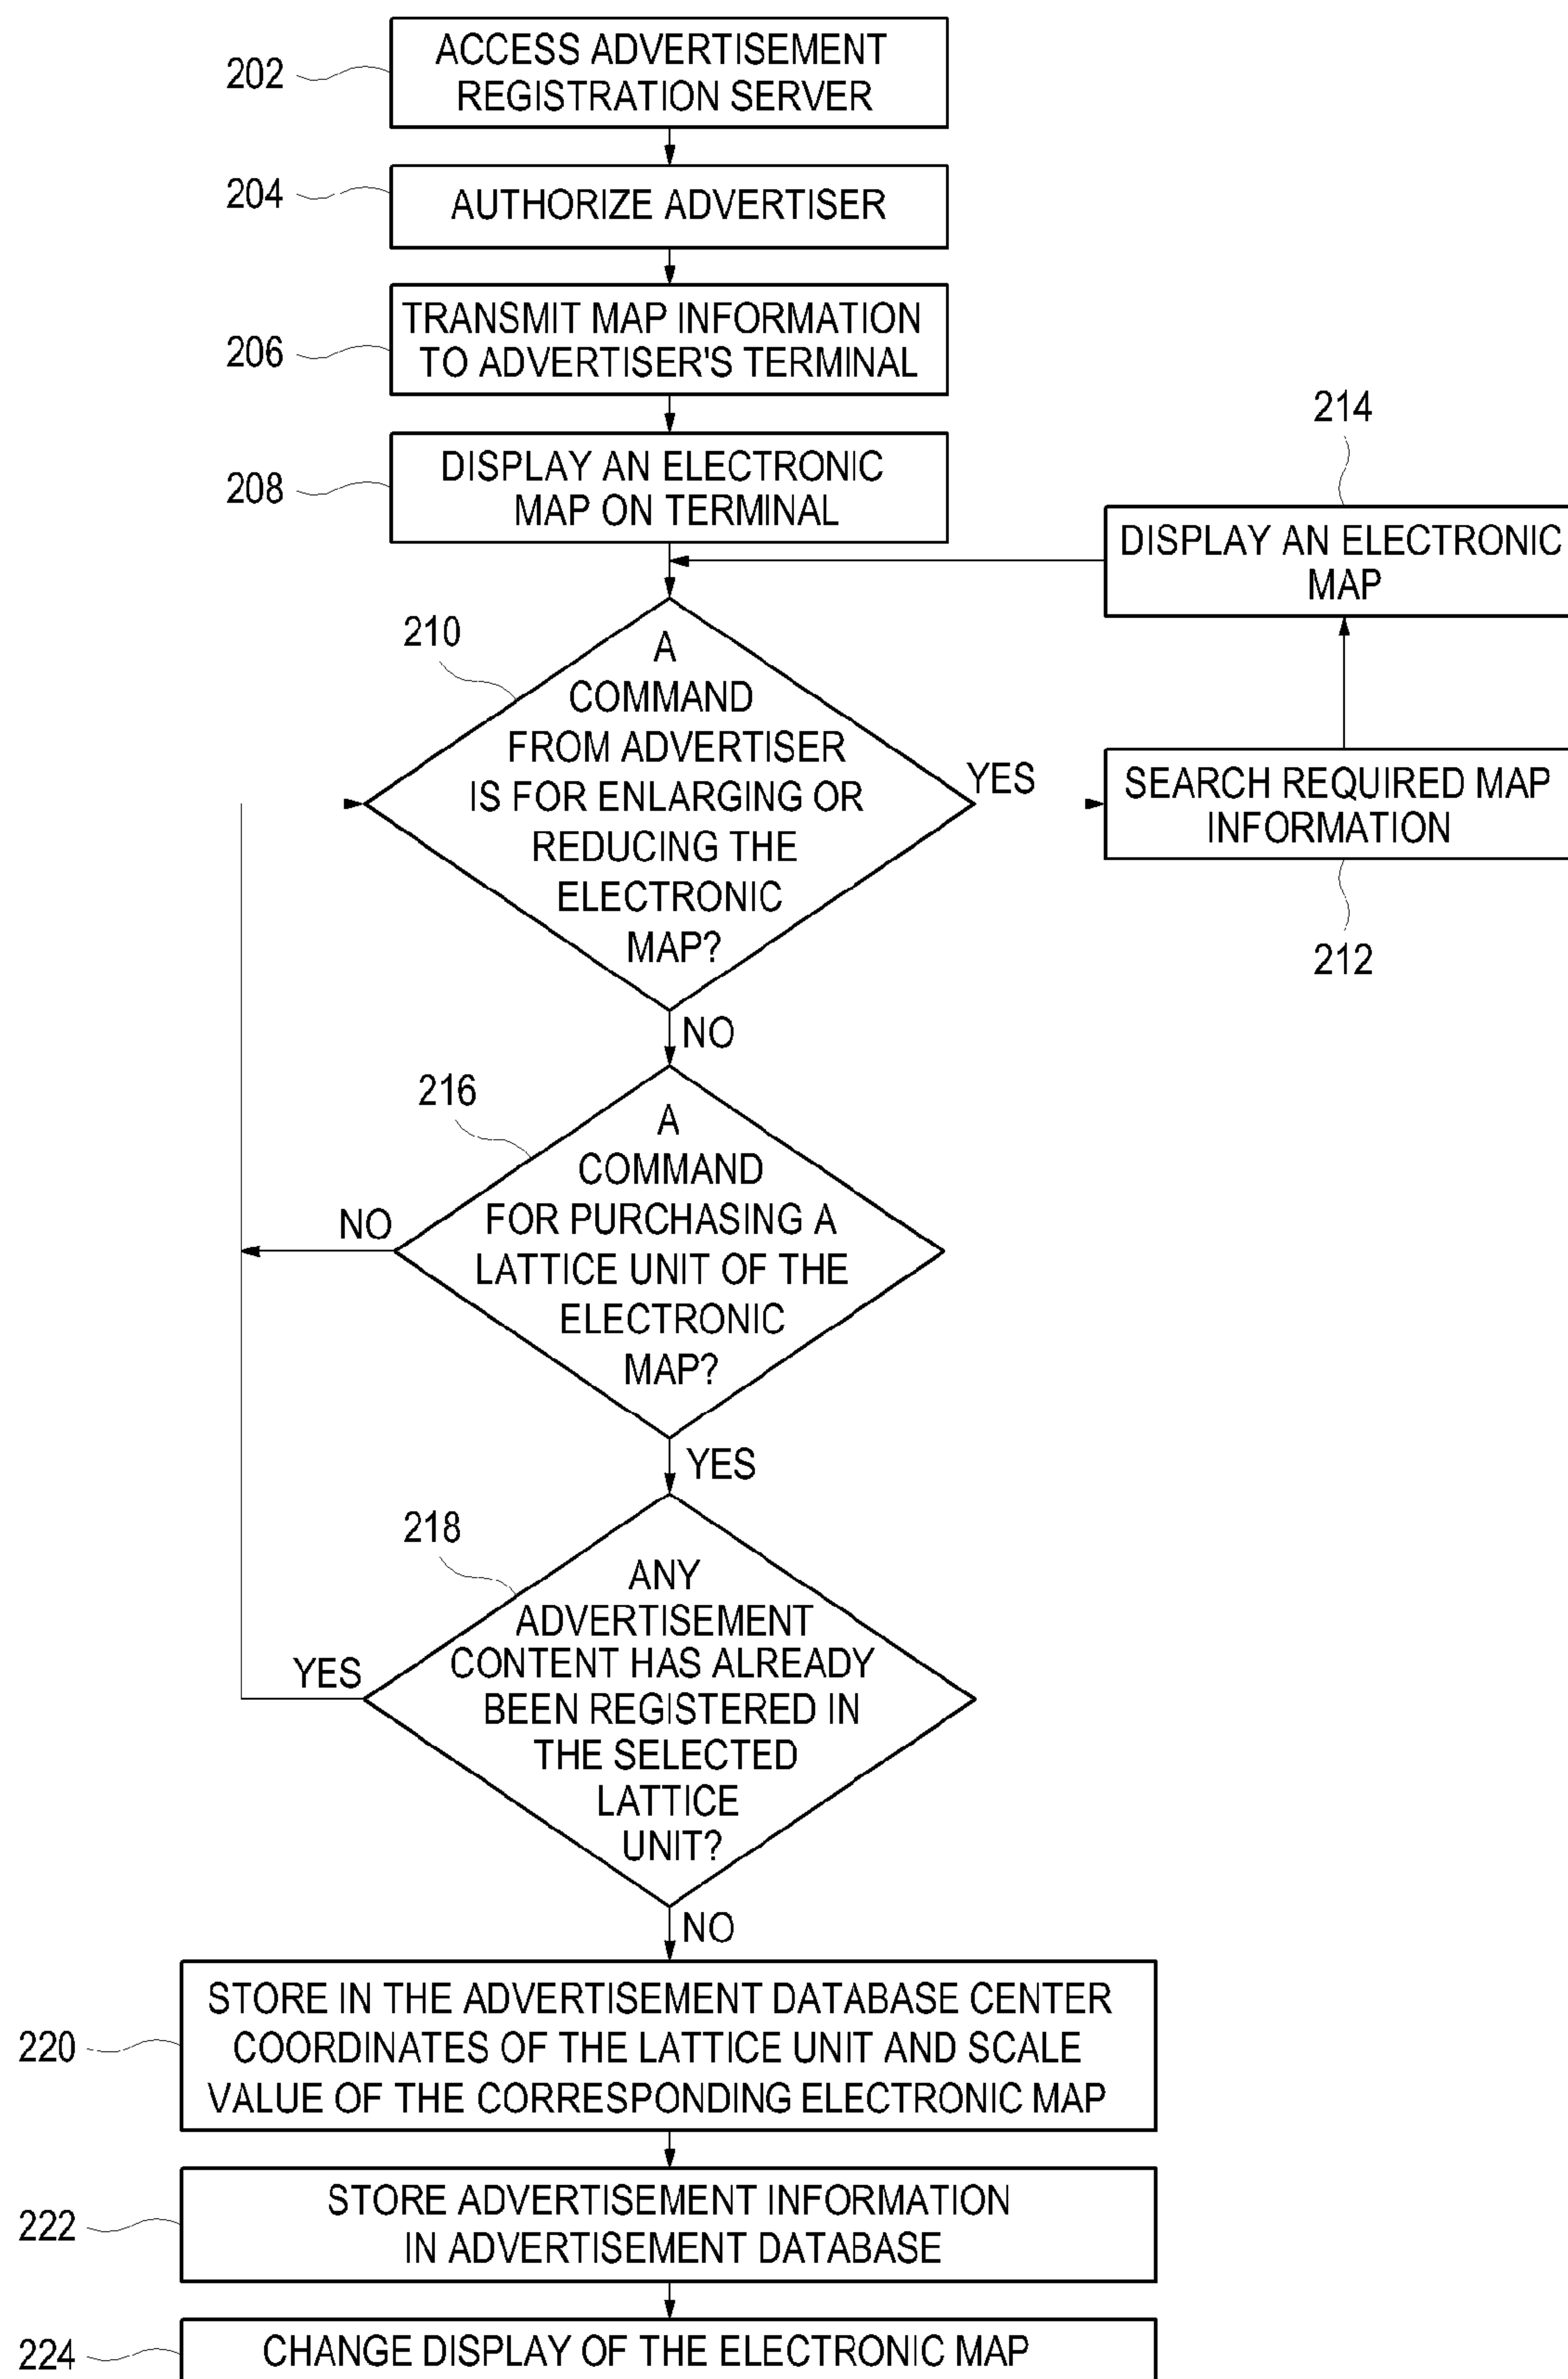 202
ACCESS ADVERTISEMENT
REGISTRATION SERVER
204
AUTHORIZE ADVERTISER
206
TRANSMIT MAP INFORMATION
TO ADVERTISER'S TERMINAL
208
DISPLAY AN ELECTRONIC
MAP ON TERMINAL
214
DISPLAY AN ELECTRONIC
MAP
210
A
COMMAND
FROM ADVERTISER
IS FOR ENLARGING OR
REDUCING THE
ELECTRONIC
MAP?
YES
SEARCH REQUIRED MAP
INFORMATION
212
NO
216
A
COMMAND
FOR PURCHASING A
LATTICE UNIT OF THE
ELECTRONIC
MAP?
NO
YES
218
ANY
ADVERTISEMENT
CONTENT HAS ALREADY
BEEN REGISTERED IN
THE SELECTED
LATTICE
UNIT?
YES
NO
220
STORE IN THE ADVERTISEMENT DATABASE CENTER
COORDINATES OF THE LATTICE UNIT AND SCALE
VALUE OF THE CORRESPONDING ELECTRONIC MAP
222
STORE ADVERTISEMENT INFORMATION
IN ADVERTISEMENT DATABASE
224
CHANGE DISPLAY OF THE ELECTRONIC MAP